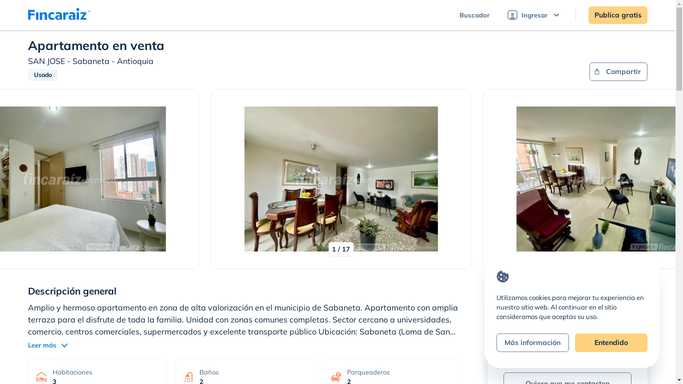 Fincaraiz
Buscador
Ingresar
Publica gratis
Apartamento en venta
SAN JOSE - Sabaneta - Antioquia
Usado
Compartir
fincaraiz
fincaraiz
1 / 17
Descripción general
Amplio y hermoso apartamento en zona de alta valorización en el municipio de Sabaneta. Apartamento con amplia
terraza para el disfrute de toda la familia. Unidad con zonas comunes completas. Sector cercano a universidades,
comercio, centros comerciales, supermercados y excelente transporte público Ubicación: Sabaneta (Loma de San...
Leer más
Habitaciones
3
Baños
2
Parqueaderos
2
Utilizamos cookies para mejorar tu experiencia en
nuestro sitio web. Al continuar en el sitio
consideramos que aceptas su uso.
Más información
Entendido
Quiero que me contacten